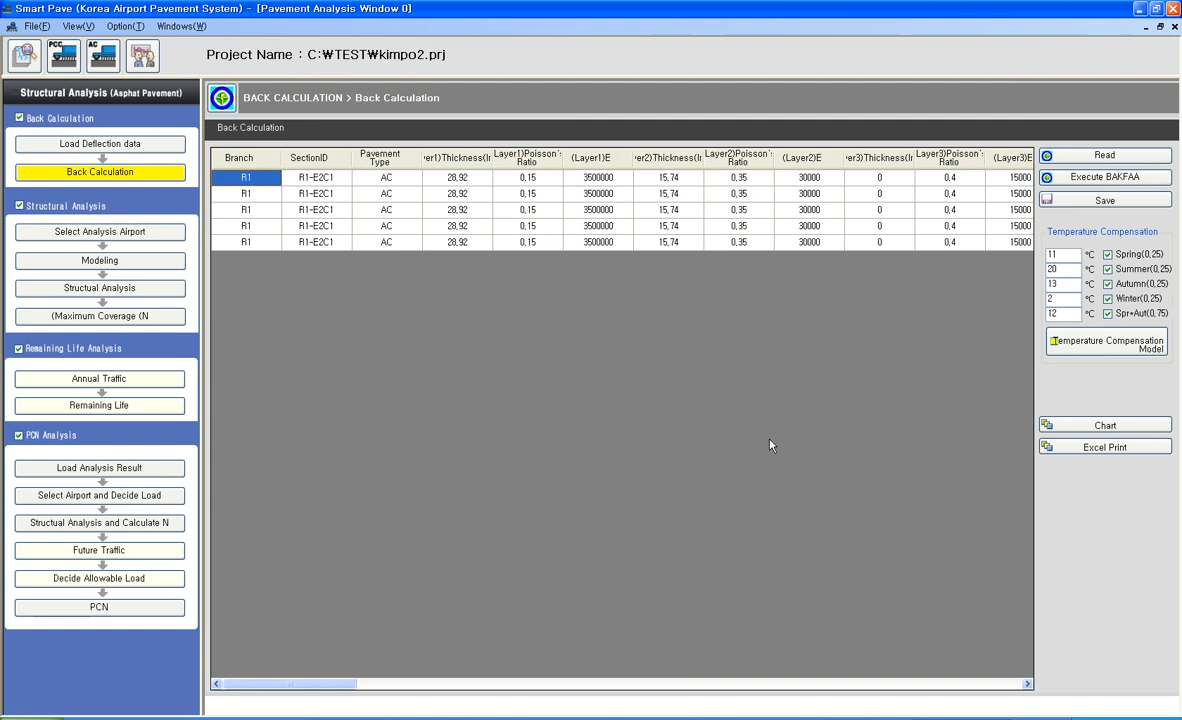 Smart Pave (Korea Airport Pavement System) - [Pavement Analysis Window 0]
File(F) View(V) Option(T) Windows(W)
PCC AC Project Name : C:₩TEST₩kimpo2.prj
Structural Analysis (Asphat Pavement)
Back Calculation
Load Deflection data
Back Calculation
Structural Analysis
Select Analysis Airport
Modeling
Structual Analysis
(Maximum Coverage (N
Remaining Life Analysis
Annual Traffic
Remaining Life
PCN Analysis
Load Analysis Result
Select Airport and Decide Load
Structual Analysis and Calculate N
Future Traffic
Decide Allowable Load
PCN
BACK CALCULATION > Back Calculation
Back Calculation
Branch SectionID Pavement Type er1)Thickness(Ir Layer1)Poisson': Ratio (Layer1)E er2)Thickness(Ir Layer2)Poisson': Ratio (Layer2)E er3)Thickness(Ir Layer3)Poisson': Ratio (Layer3)E
R1 R1-E2C1 AC 28,92 0,15 3500000 15,74 0,35 30000 0 0,4 15000
R1 R1-E2C1 AC 28,92 0,15 3500000 15,74 0,35 30000 0 0,4 15000
R1 R1-E2C1 AC 28,92 0,15 3500000 15,74 0,35 30000 0 0,4 15000
R1 R1-E2C1 AC 28,92 0,15 3500000 15,74 0,35 30000 0 0,4 15000
R1 R1-E2C1 AC 28,92 0,15 3500000 15,74 0,35 30000 0 0,4 15000
Read
Execute BAKFAA
Save
Temperature Compensation
11 ℃ Spring(0,25)
20 ℃ Summer(0,25)
13 ℃ Autumn(0,25)
2 ℃ Winter(0,25)
12 ℃ Spr+Aut(0,75)
Temperature Compensation
Model
Chart
Excel Print